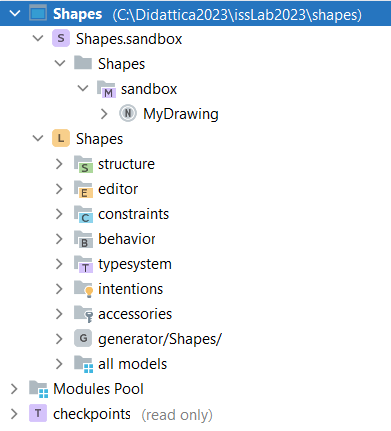 Shapes (C:\Didattica2023\issLab2023\shapes)
S Shapes.sandbox
Shapes
M sandbox
N MyDrawing
L Shapes
S structure
E editor
C constraints
B behavior
T typesystem
intentions
accessories
G generator/Shapes/
all models
Modules Pool
T checkpoints (read only)